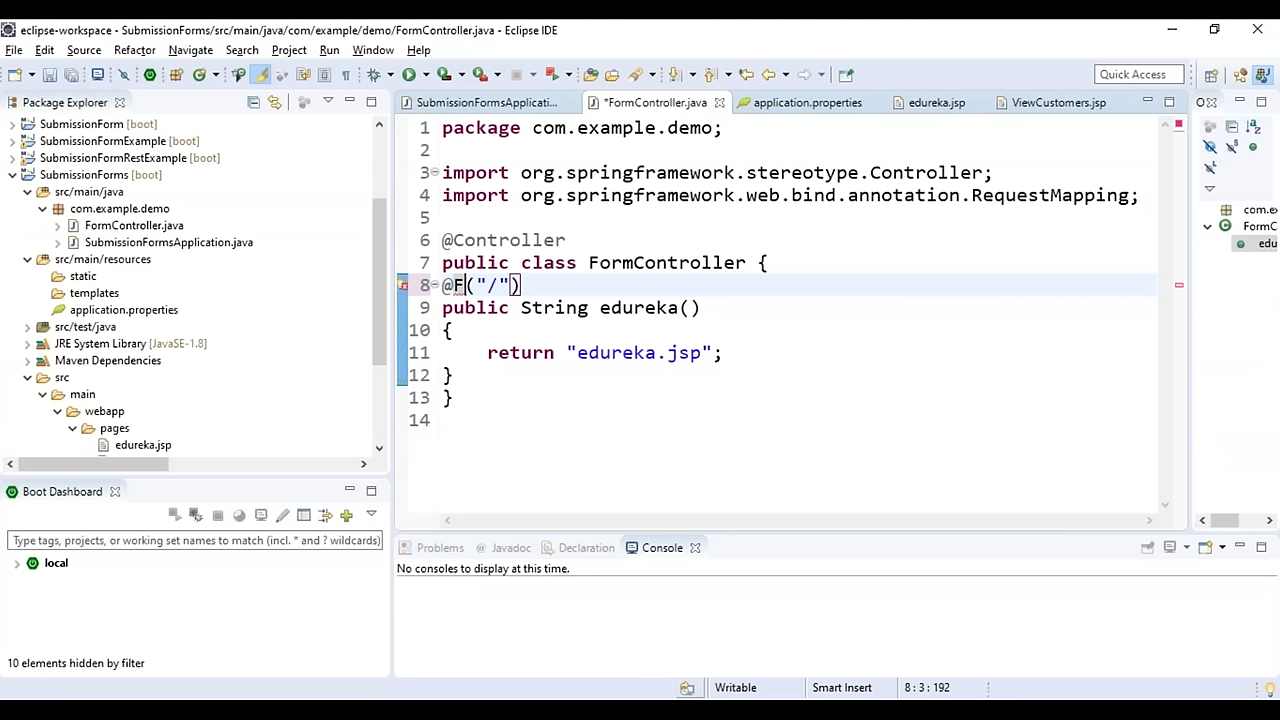 eclipse-workspace - SubmissionForms/src/main/java/com/example/demo/FormController.java - Eclipse IDE
File Edit Source Refactor Navigate Search Project Run Window Help
Quick Access
Package Explorer
SubmissionForm [boot]
SubmissionFormExample [boot]
SubmissionFormRestExample [boot]
SubmissionForms [boot]
src/main/java
com.example.demo
FormController.java
SubmissionFormsApplication.java
src/main/resources
static
templates
application.properties
src/test/java
JRE System Library [JavaSE-1.8]
Maven Dependencies
src
main
webapp
pages
edureka.jsp
SubmissionFormsApplicati... *FormController.java application.properties edureka.jsp ViewCustomers.jsp
1 package com.example.demo;
2
3 import org.springframework.stereotype.Controller;
4 import org.springframework.web.bind.annotation.RequestMapping;
5
6 @Controller
7 public class FormController {
8 @F("/")
9 public String edureka()
10 {
11 return "edureka.jsp";
12 }
13 }
14
com.e
FormC
edu
Boot Dashboard
Type tags, projects, or working set names to match (incl. * and ? wildcards)
local
10 elements hidden by filter
Problems Javadoc Declaration Console
No consoles to display at this time.
Writable Smart Insert 8 : 3 : 192